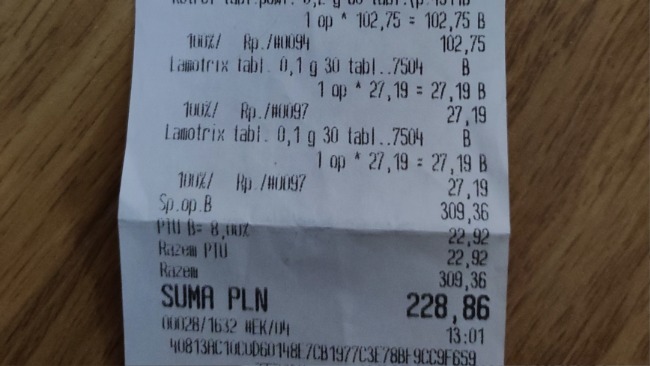 1 op * 102,75 = 102,75 B
100%/ Rp./#0094 102,75
Lamotrix tabl. 0,1 g 30 tabl..7504 B
1 op * 27,19 = 27,19 B
100%/ Rp./#0097 27,19
Lamotrix tabl. 0,1 g 30 tabl..7504 B
1 op * 27,19 = 27,19 B
100%/ Rp./#0097 27,19
Sp.op.B 309,36
PTU B= 8,00% 22,92
Razem PTU 22,92
Razem 309,36
SUMA PLN 228,86
00028/1632 #EK/04 13:01